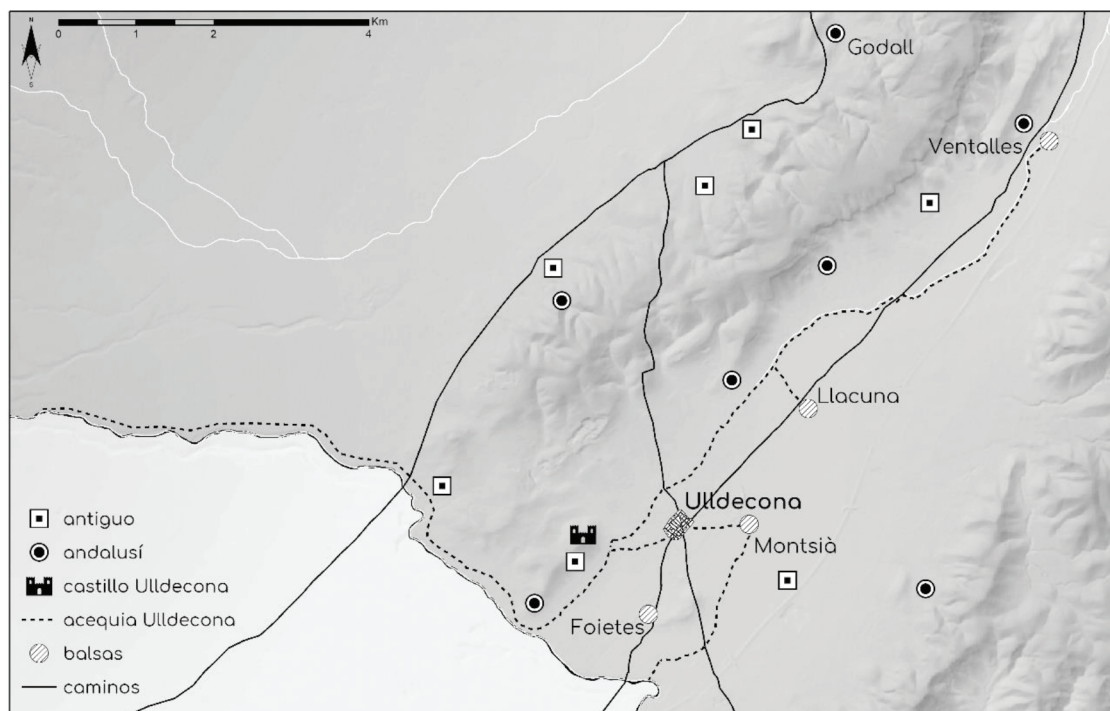 N
S
0 1 2 4 Km
Godall
Ventalles
Llacuna
Ulldecona
Montsià
Foietes
antiguo
andalusí
castillo Ulldecona
acequia Ulldecona
balsas
caminos